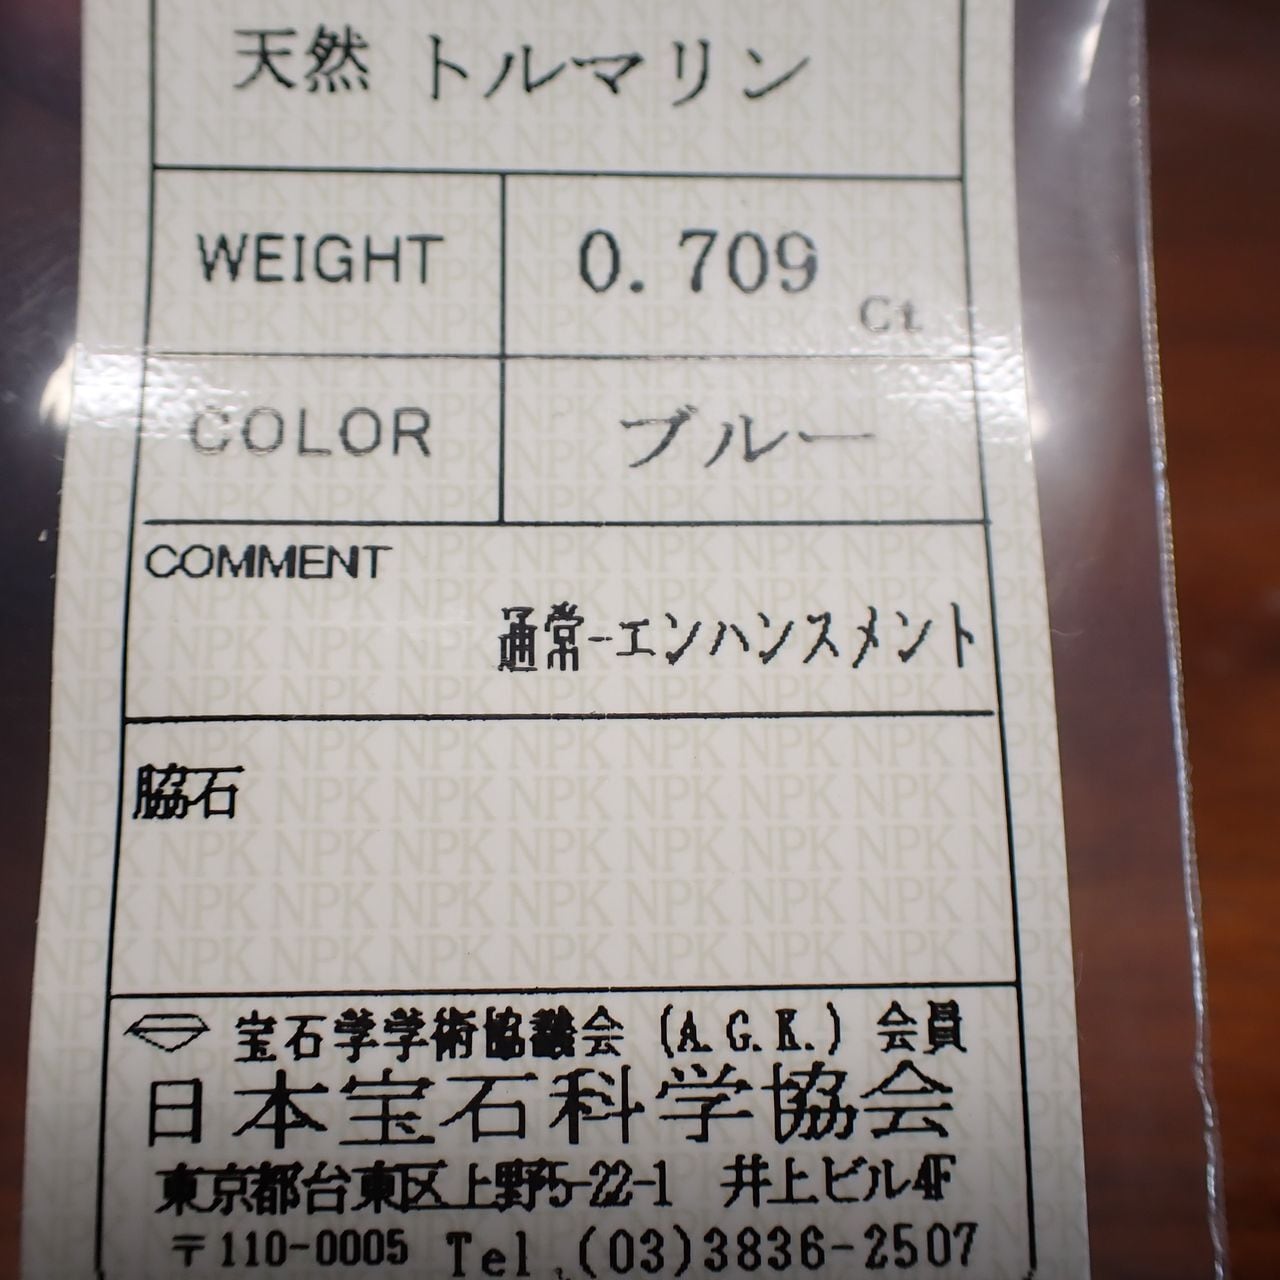 天然 トルマリン
WEIGHT 0.709 Ct
COLOR ブルー
COMMENT
通常-エンハンスメント
脇石
宝石学学術協議会 (A.G.K.) 会員
日本宝石科学協会
東京都台東区上野5-22-1 井上ビル4F
〒110-0005 Tel.(03)3836-2507